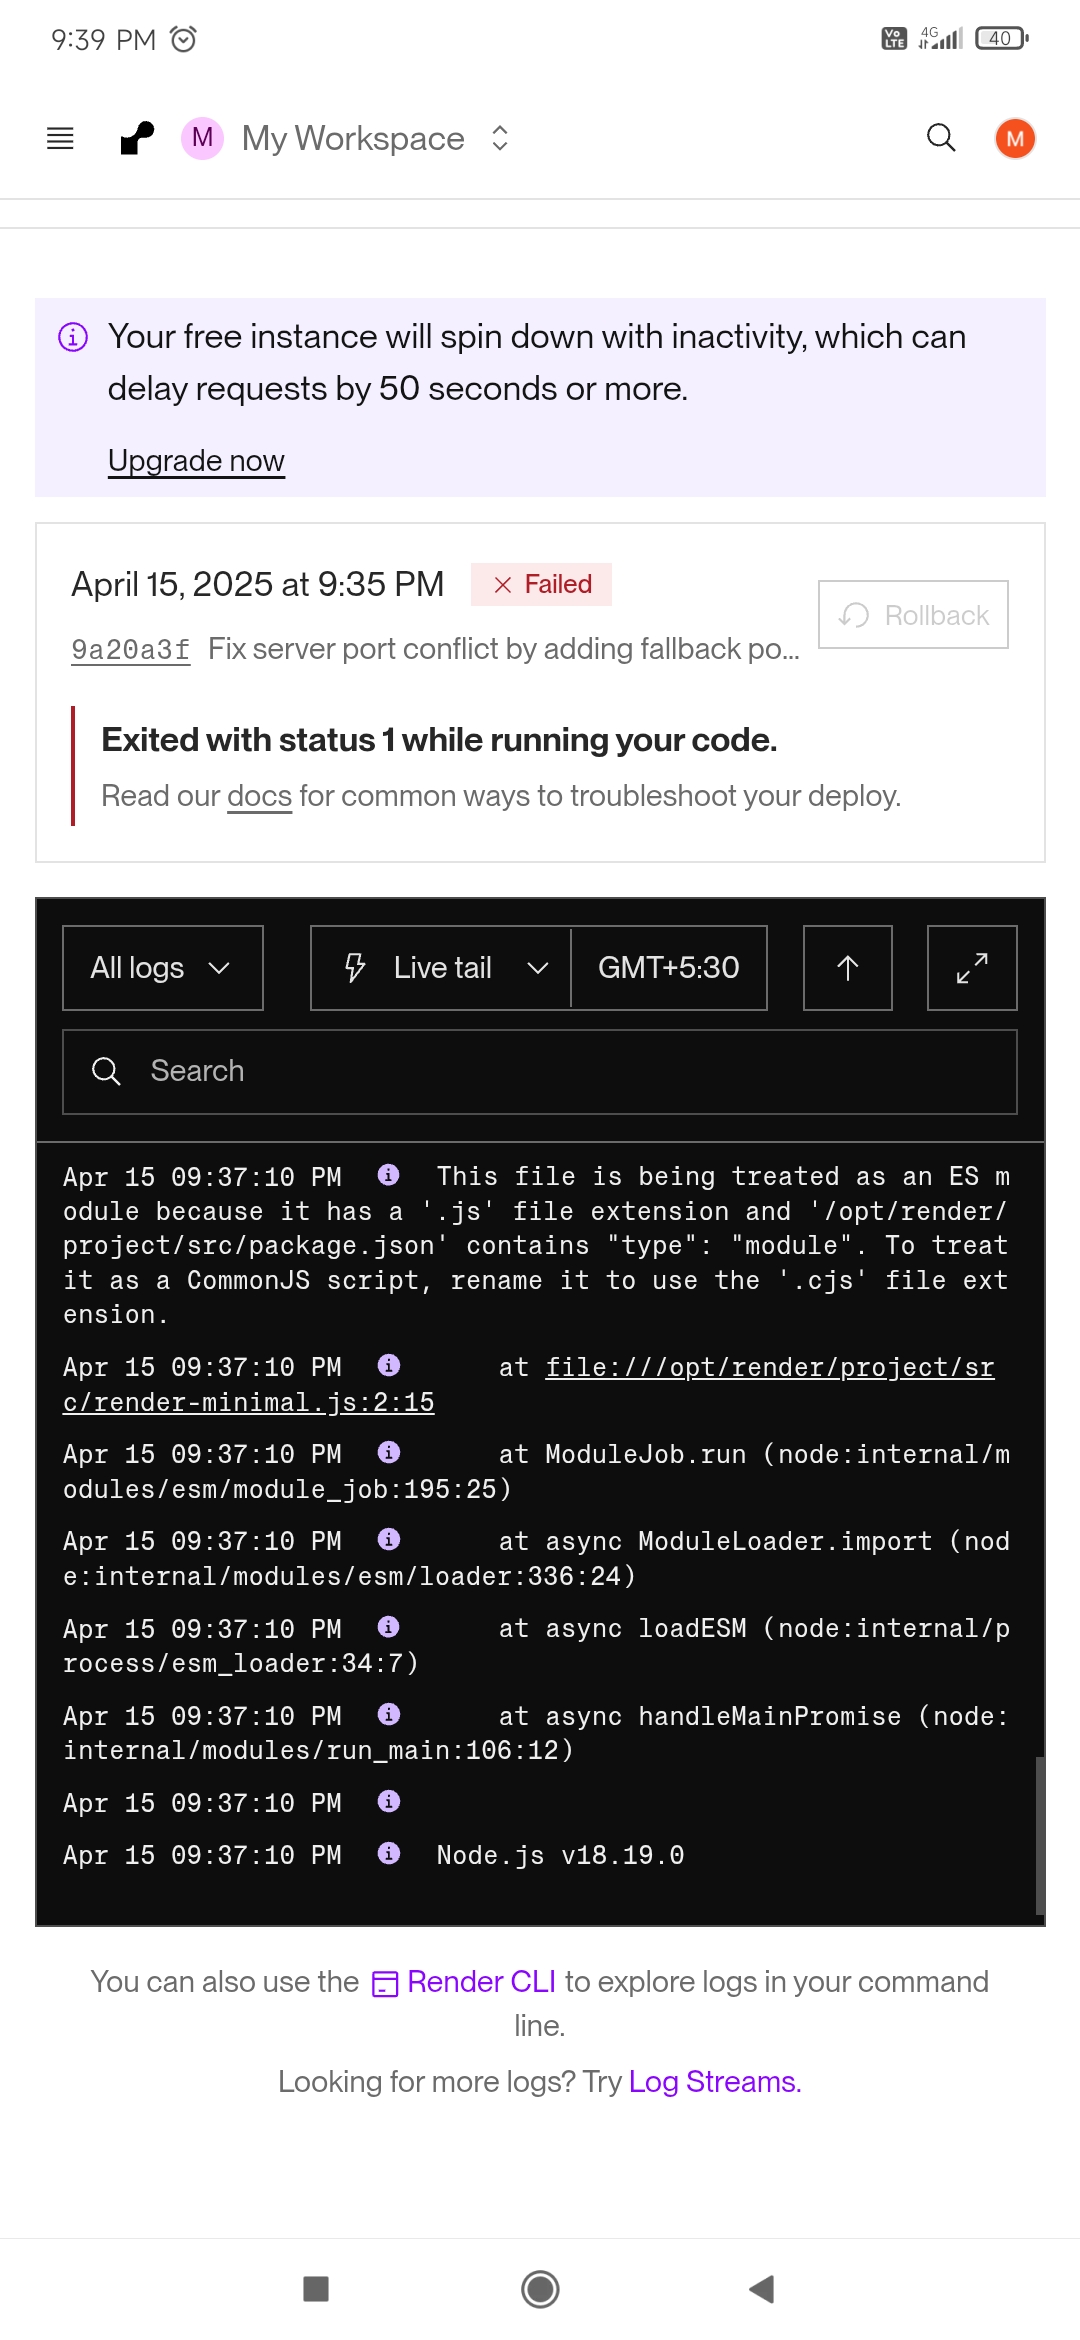 9:39 PM
Vo LTE 4G 40
M My Workspace M
Your free instance will spin down with inactivity, which can
delay requests by 50 seconds or more.
Upgrade now
April 15, 2025 at 9:35 PM Failed
Rollback
9a20a3f Fix server port conflict by adding fallback po...
Exited with status 1 while running your code.
Read our docs for common ways to troubleshoot your deploy.
All logs Live tail GMT+5:30
Search
Apr 15 09:37:10 PM This file is being treated as an ES m
odule because it has a '.js' file extension and '/opt/render/
project/src/package.json' contains "type": "module". To treat
it as a CommonJS script, rename it to use the '.cjs' file ext
ension.
Apr 15 09:37:10 PM at file:///opt/render/project/sr
c/render-minimal.js:2:15
Apr 15 09:37:10 PM at ModuleJob.run (node:internal/m
odules/esm/module_job:195:25)
Apr 15 09:37:10 PM at async ModuleLoader.import (nod
e:internal/modules/esm/loader:336:24)
Apr 15 09:37:10 PM at async loadESM (node:internal/p
rocess/esm_loader:34:7)
Apr 15 09:37:10 PM at async handleMainPromise (node:
internal/modules/run_main:106:12)
Apr 15 09:37:10 PM
Apr 15 09:37:10 PM Node.js v18.19.0
You can also use the Render CLI to explore logs in your command
line.
Looking for more logs? Try Log Streams.